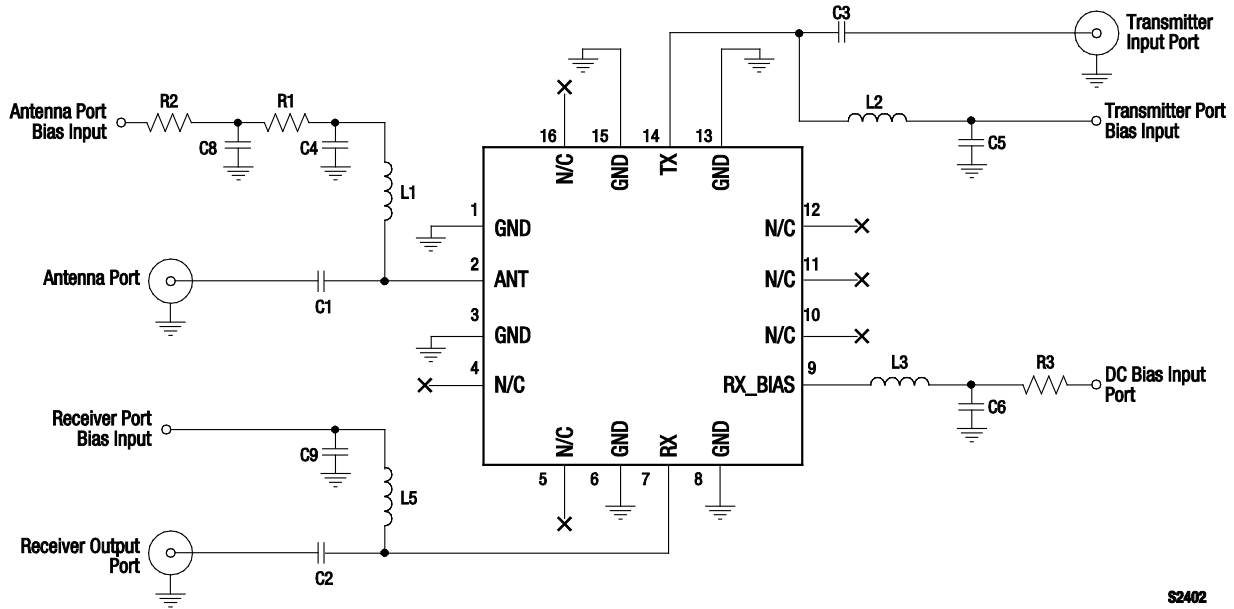 C3
Transmitter
Input Port
Antenna Port
Bias Input
R2
R1
C8
C4
L1
L2
C5
Transmitter Port
Bias Input
16
15
14
13
N/C
GND
TX
GND
1
GND
2
ANT
3
GND
4
N/C
12
N/C
11
N/C
10
N/C
9
RX_BIAS
Antenna Port
C1
L3
R3
C6
DC Bias Input
Port
Receiver Port
Bias Input
C9
L5
N/C
GND
RX
GND
5
6
7
8
Receiver Output
Port
C2
S2402